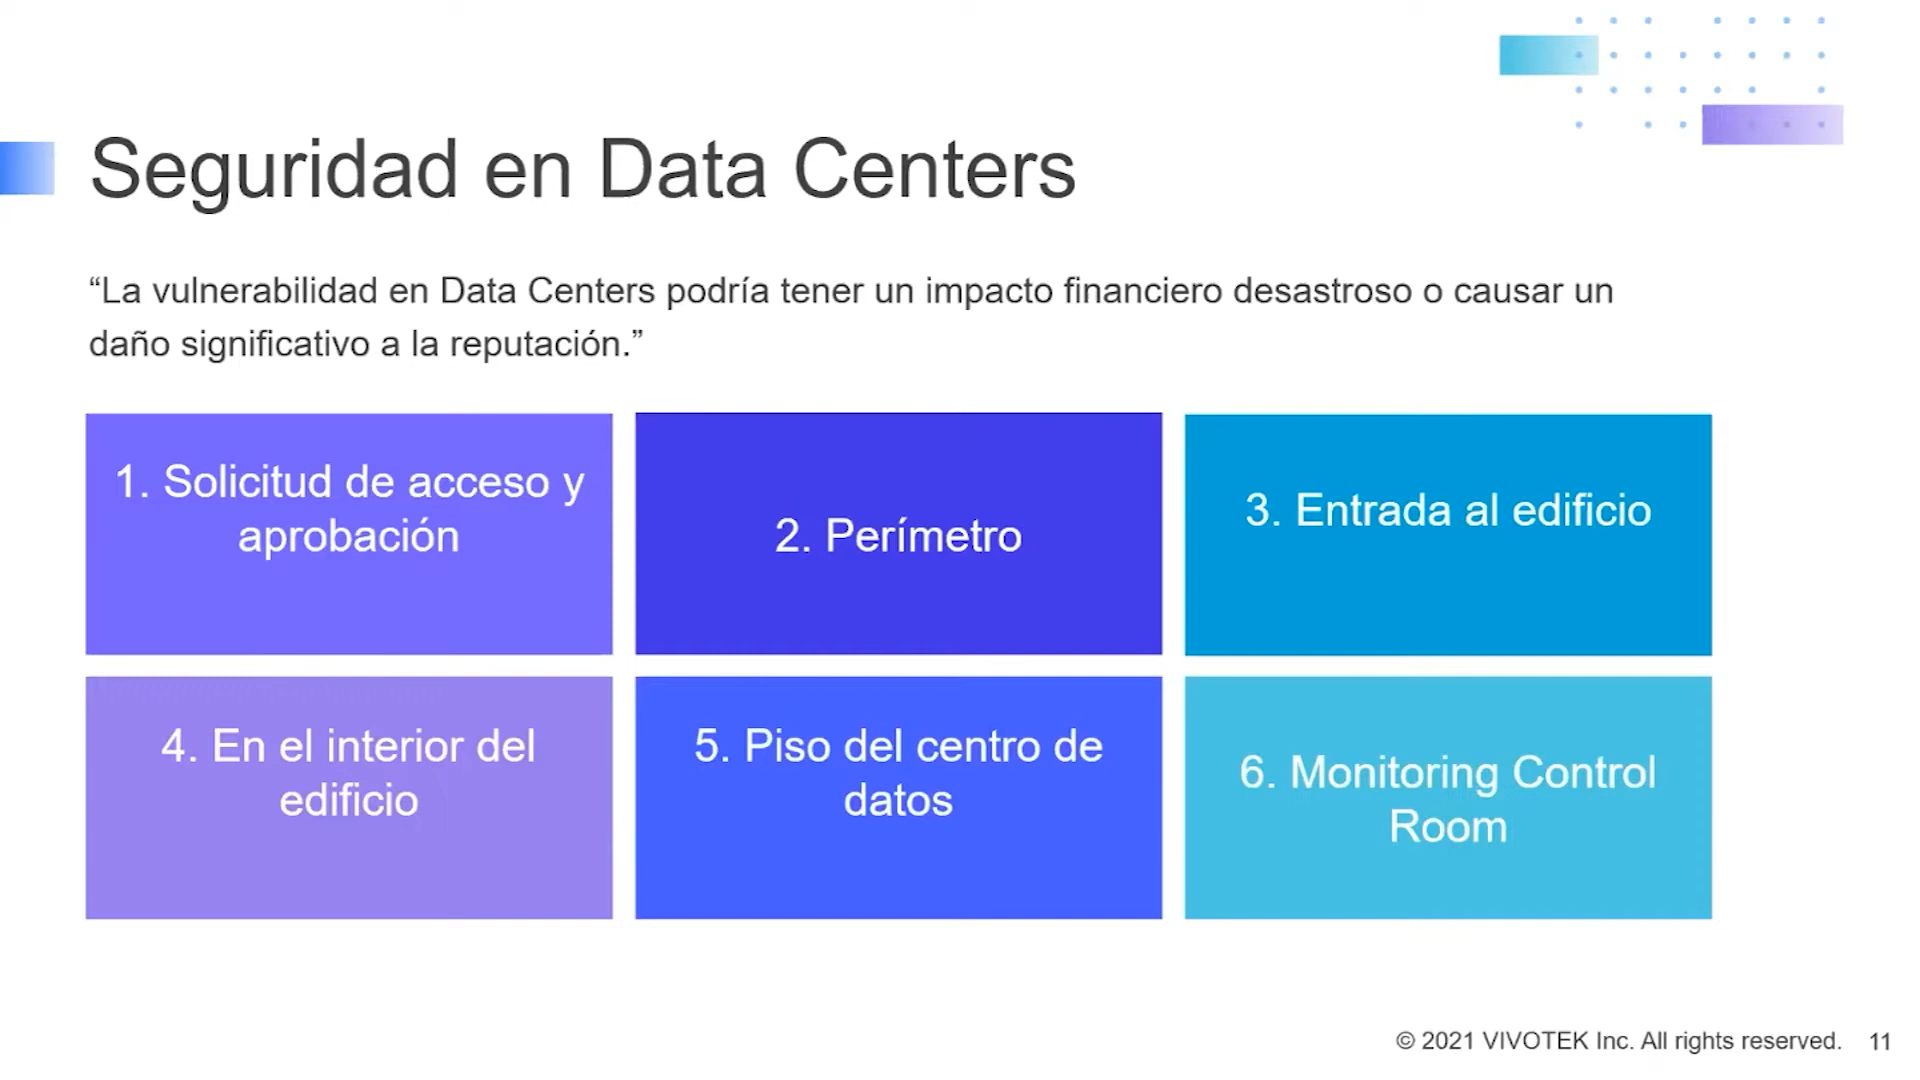 Seguridad en Data Centers
“La vulnerabilidad en Data Centers podría tener un impacto financiero desastroso o causar un
daño significativo a la reputación.”
1. Solicitud de acceso y
aprobación
2. Perímetro
3. Entrada al edificio
4. En el interior del
edificio
5. Piso del centro de
datos
6. Monitoring Control
Room
© 2021 VIVOTEK Inc. All rights reserved. 11